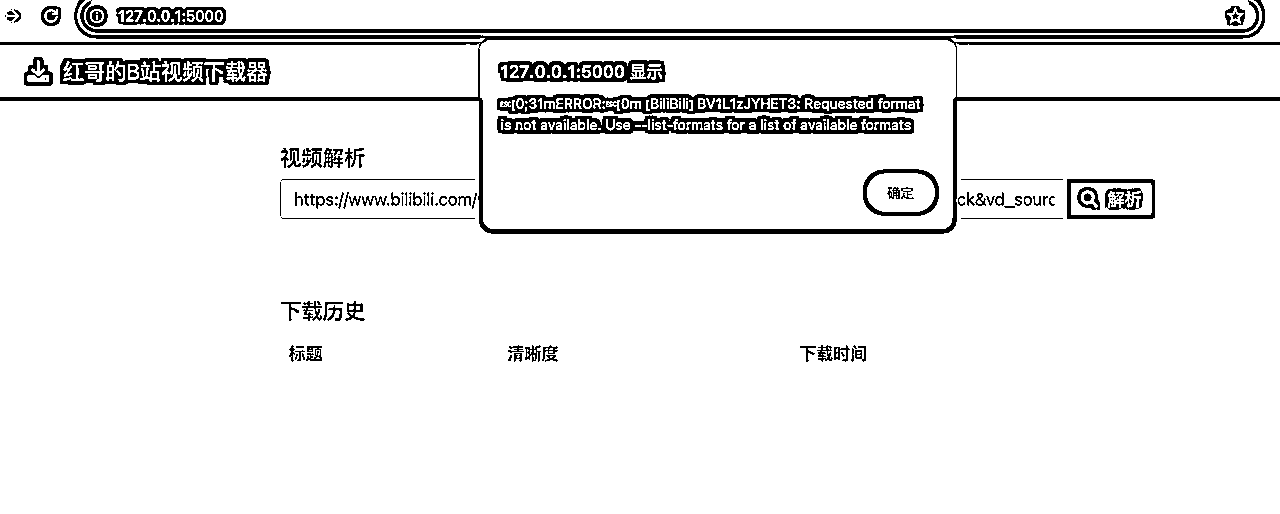 127.0.0.1:5000
红哥的B站视频下载器
127.0.0.1:5000 显示
␛[0;31mERROR:␛[0m [BiliBili] BV1L1zJYHET3: Requested format
is not available. Use --list-formats for a list of available formats
确定
视频解析
https://www.bilibili.com/ ck&vd_sourc
解析
下载历史
标题 清晰度 下载时间